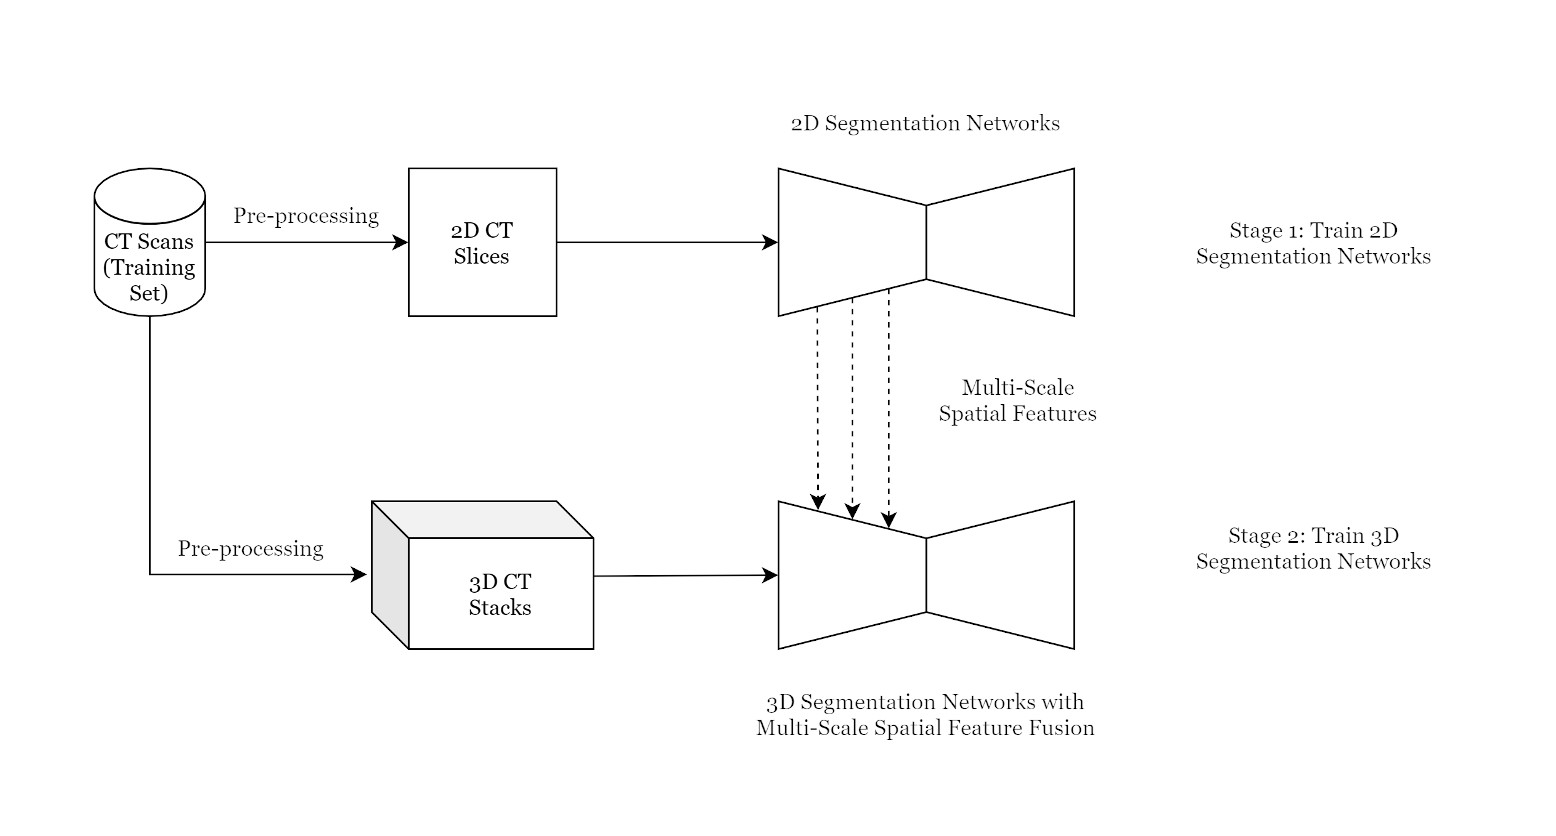 2D Segmentation Networks
CT Scans
(Training
Set)
Pre-processing
2D CT
Slices
Stage 1: Train 2D
Segmentation Networks
Multi-Scale
Spatial Features
Pre-processing
3D CT
Stacks
Stage 2: Train 3D
Segmentation Networks
3D Segmentation Networks with
Multi-Scale Spatial Feature Fusion